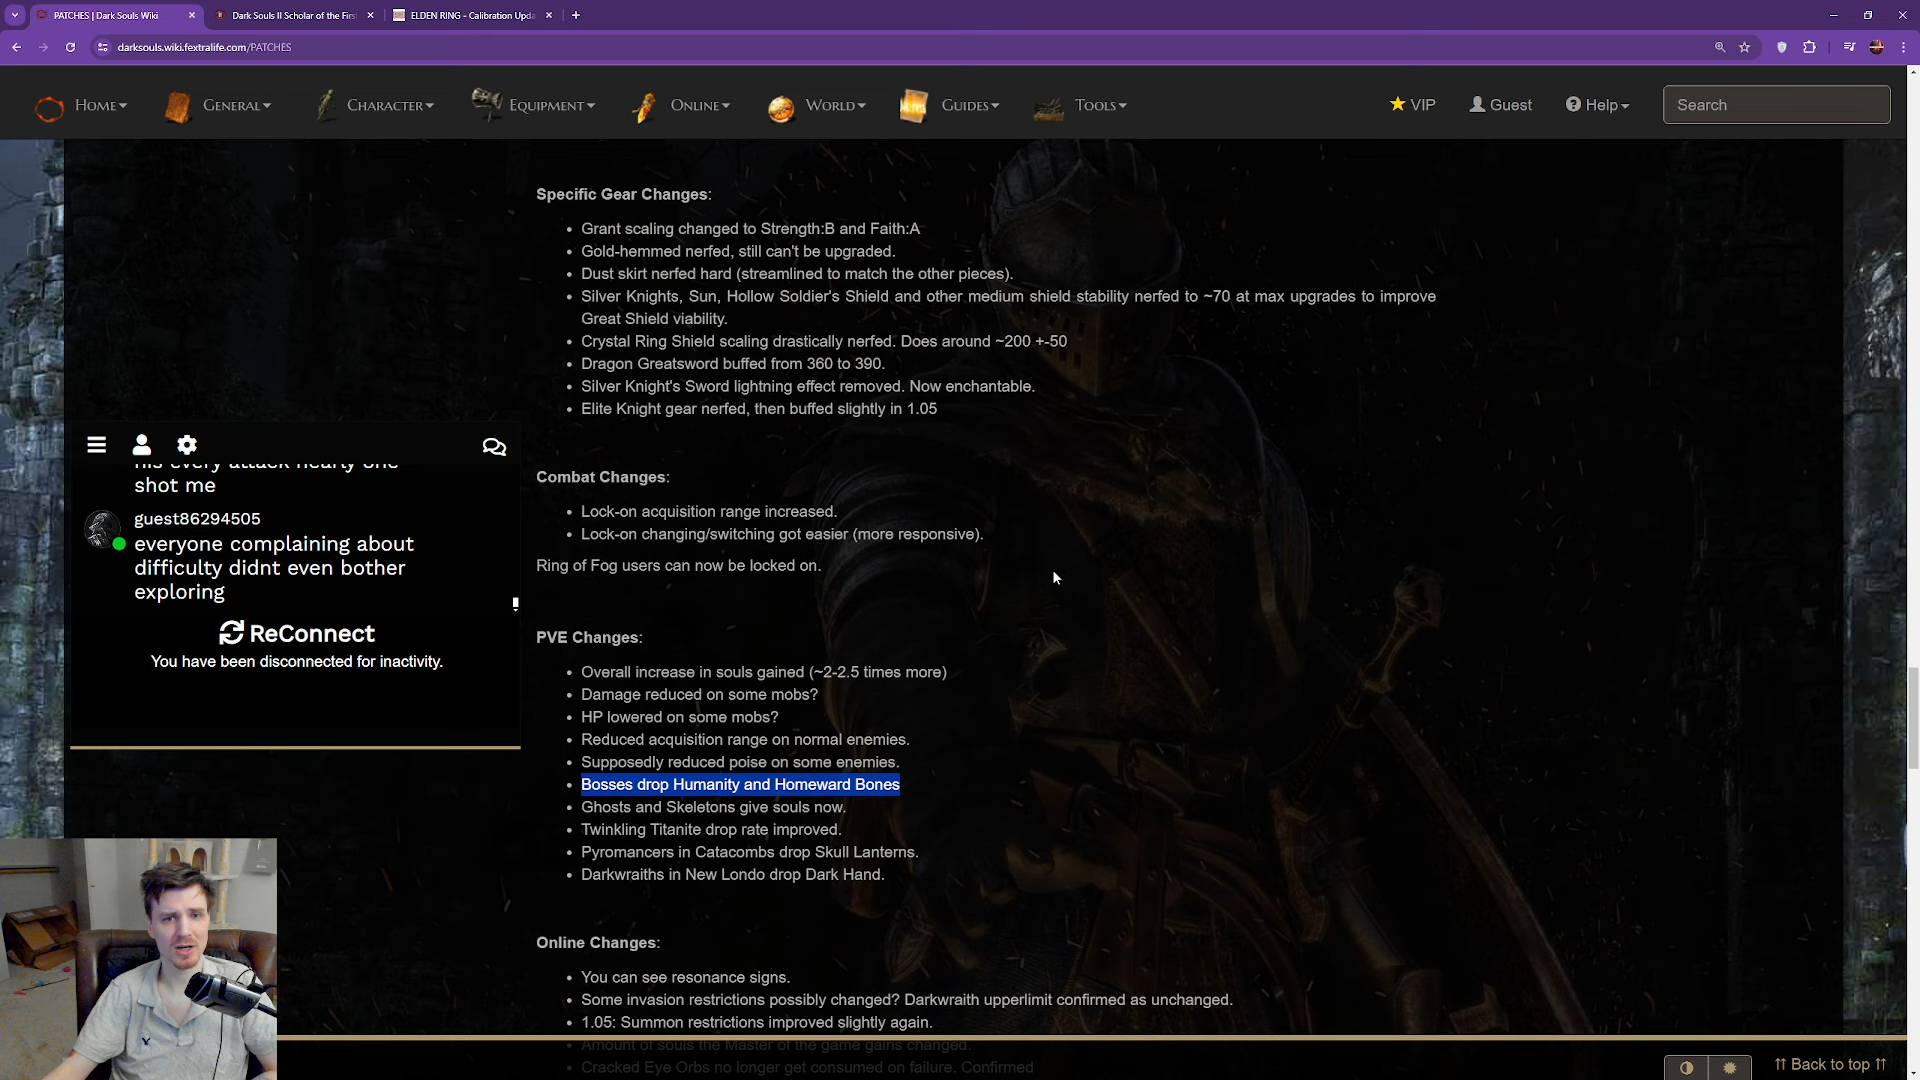 PATCHES | Dark Souls Wiki
Dark Souls II Scholar of the Firs
ELDEN RING - Calibration Upda
darksouls.wiki.fextralife.com/PATCHES
HOME
GENERAL
CHARACTER
EQUIPMENT
ONLINE
WORLD
GUIDES
TOOLS
VIP
Guest
Help
Search
Specific Gear Changes:
Grant scaling changed to Strength:B and Faith:A
Gold-hemmed nerfed, still can't be upgraded.
Dust skirt nerfed hard (streamlined to match the other pieces).
Silver Knights, Sun, Hollow Soldier's Shield and other medium shield stability nerfed to ~70 at max upgrades to improve
Great Shield viability.
Crystal Ring Shield scaling drastically nerfed. Does around ~200 +-50
Dragon Greatsword buffed from 360 to 390.
Silver Knight's Sword lightning effect removed. Now enchantable.
Elite Knight gear nerfed, then buffed slightly in 1.05
his every attack nearly one
shot me
guest86294505
everyone complaining about
difficulty didnt even bother
exploring
ReConnect
You have been disconnected for inactivity.
Combat Changes:
Lock-on acquisition range increased.
Lock-on changing/switching got easier (more responsive).
Ring of Fog users can now be locked on.
PVE Changes:
Overall increase in souls gained (~2-2.5 times more)
Damage reduced on some mobs?
HP lowered on some mobs?
Reduced acquisition range on normal enemies.
Supposedly reduced poise on some enemies.
Bosses drop Humanity and Homeward Bones
Ghosts and Skeletons give souls now.
Twinkling Titanite drop rate improved.
Pyromancers in Catacombs drop Skull Lanterns.
Darkwraiths in New Londo drop Dark Hand.
Online Changes:
You can see resonance signs.
Some invasion restrictions possibly changed? Darkwraith upperlimit confirmed as unchanged.
1.05: Summon restrictions improved slightly again.
Amount of souls the Master of the game gains changed.
Cracked Eye Orbs no longer get consumed on failure. Confirmed
Back to top